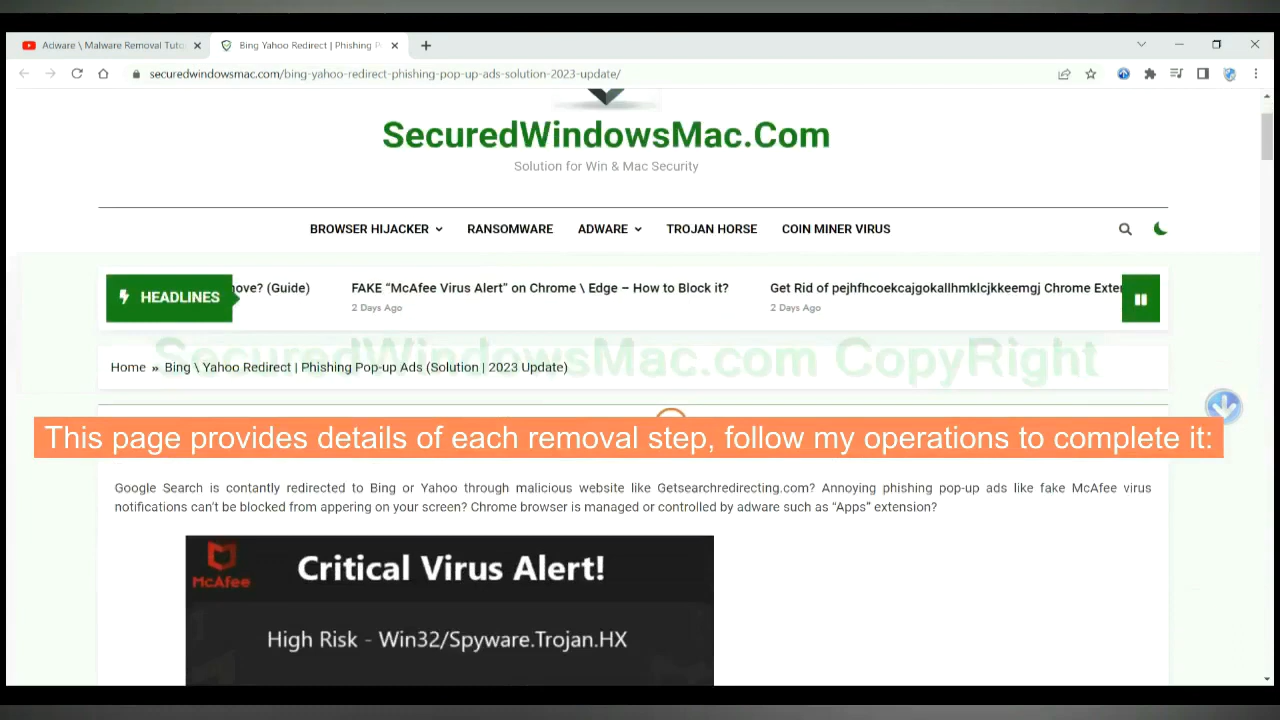 Adware \ Malware Removal Tuto
Bing Yahoo Redirect | Phishing P
securedwindowsmac.com/bing-yahoo-redirect-phishing-pop-up-ads-solution-2023-update/
SecuredWindowsMac.Com
Solution for Win & Mac Security
BROWSER HIJACKER RANSOMWARE ADWARE TROJAN HORSE COIN MINER VIRUS
HEADLINES
ove? (Guide) FAKE “McAfee Virus Alert” on Chrome \ Edge – How to Block it? Get Rid of pejhfhcoekcajgokallhmklcjkkeemgj Chrome Exte
2 Days Ago 2 Days Ago
SecuredWindowsMac.com CopyRight
Home » Bing \ Yahoo Redirect | Phishing Pop-up Ads (Solution | 2023 Update)
This page provides details of each removal step, follow my operations to complete it:
Google Search is contantly redirected to Bing or Yahoo through malicious website like Getsearchredirecting.com? Annoying phishing pop-up ads like fake McAfee virus
notifications can’t be blocked from appering on your screen? Chrome browser is managed or controlled by adware such as “Apps” extension?
McAfee
Critical Virus Alert!
High Risk - Win32/Spyware.Trojan.HX